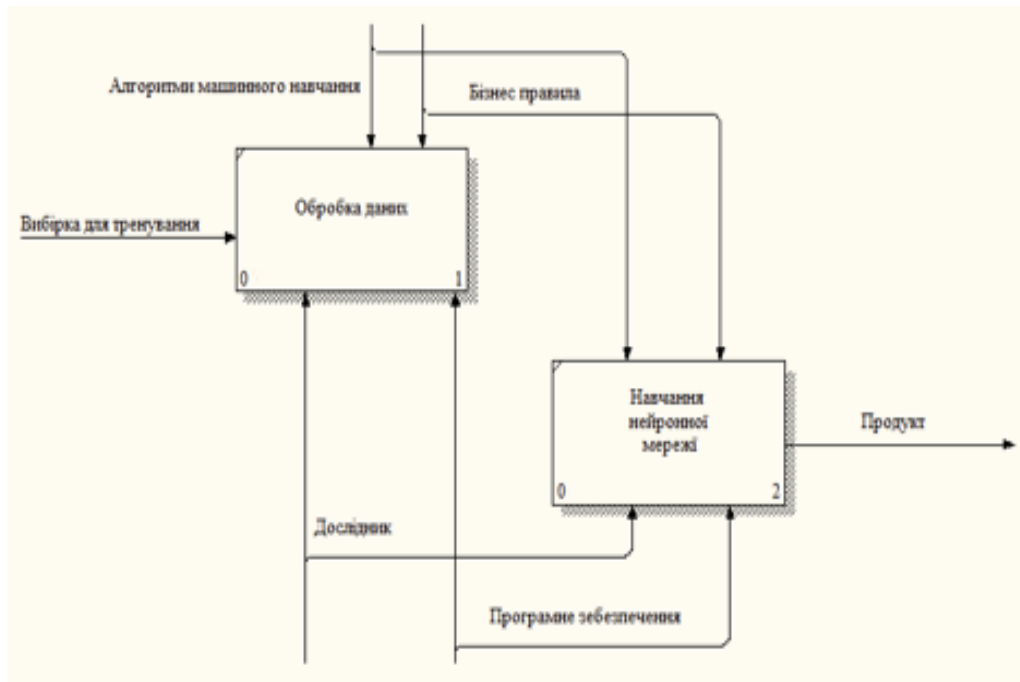 Алгоритми машинного навчання
Бізнес правила
Обробка даних
Вибірка для тренування
0
1
Навчання
нейронної
мережі
Продукт
0
2
Дослідник
Програмне зебезпечення